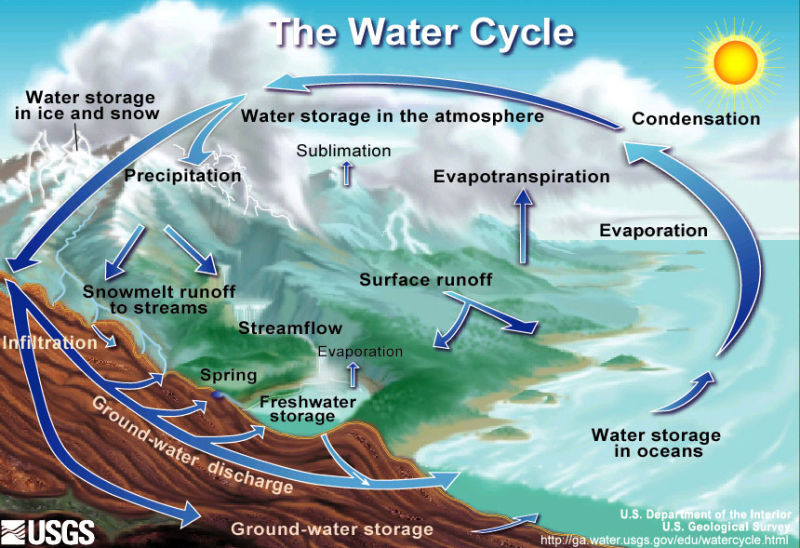 The Water Cycle
Water storage
in ice and snow
Water storage in the atmosphere
Condensation
Sublimation
Precipitation
Evapotranspiration
Evaporation
Surface runoff
Snowmelt runoff
to streams
Streamflow
Infiltration
Evaporation
Spring
Freshwater
storage
Ground-water discharge
Water storage
in oceans
Ground-water storage
USGS
U.S. Department of the Interior
U.S. Geological Survey
http://ga.water.usgs.gov/edu/watercycle.html